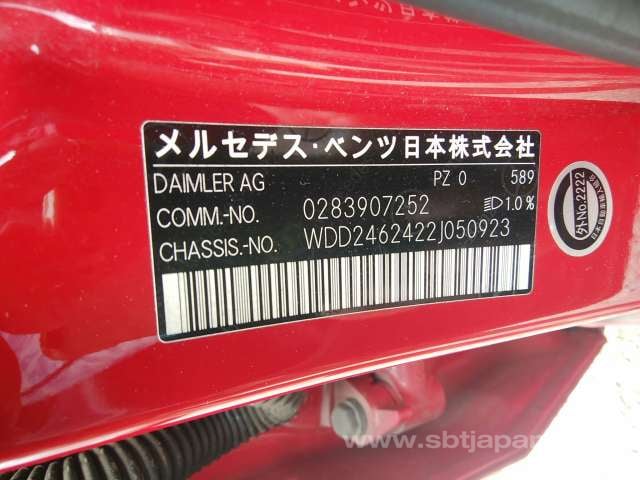 メルセデス・ベンツ日本株式会社
DAIMLER AG PZ 0 589
COMM.-NO. 0283907252 1.0%
CHASSIS.-NO. WDD2462422J050923
外No.2222
www.sbtjapan